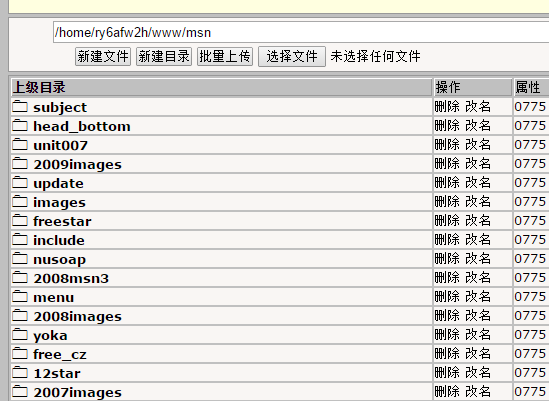 /home/ry6afw2h/www/msn
新建文件 新建目录 批量上传 选择文件 未选择任何文件
上级目录 操作 属性
subject 删除 改名 0775
head_bottom 删除 改名 0775
unit007 删除 改名 0775
2009images 删除 改名 0775
update 删除 改名 0775
images 删除 改名 0775
freestar 删除 改名 0775
include 删除 改名 0775
nusoap 删除 改名 0775
2008msn3 删除 改名 0775
menu 删除 改名 0775
2008images 删除 改名 0775
yoka 删除 改名 0775
free_cz 删除 改名 0775
12star 删除 改名 0775
2007images 删除 改名 0775